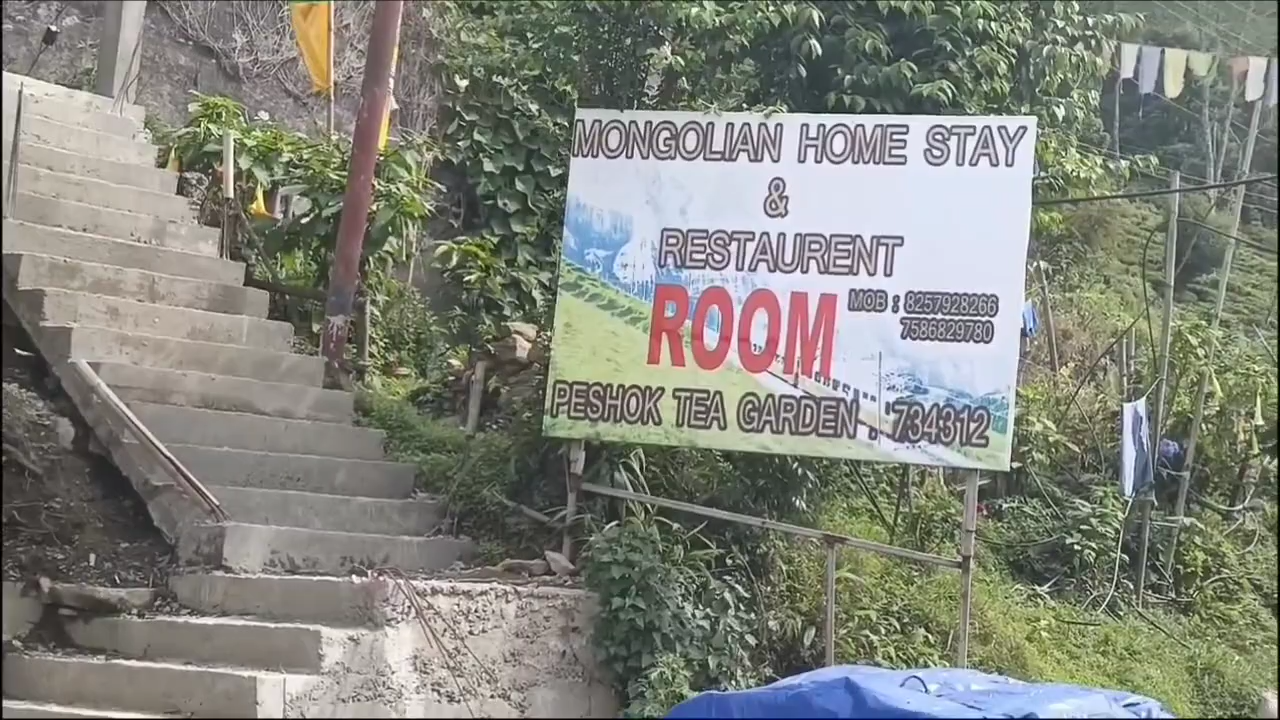 MONGOLIAN HOME STAY
&
RESTAURENT
ROOM
MOB : 8257928266
7586829780
PESHOK TEA GARDEN , '734312